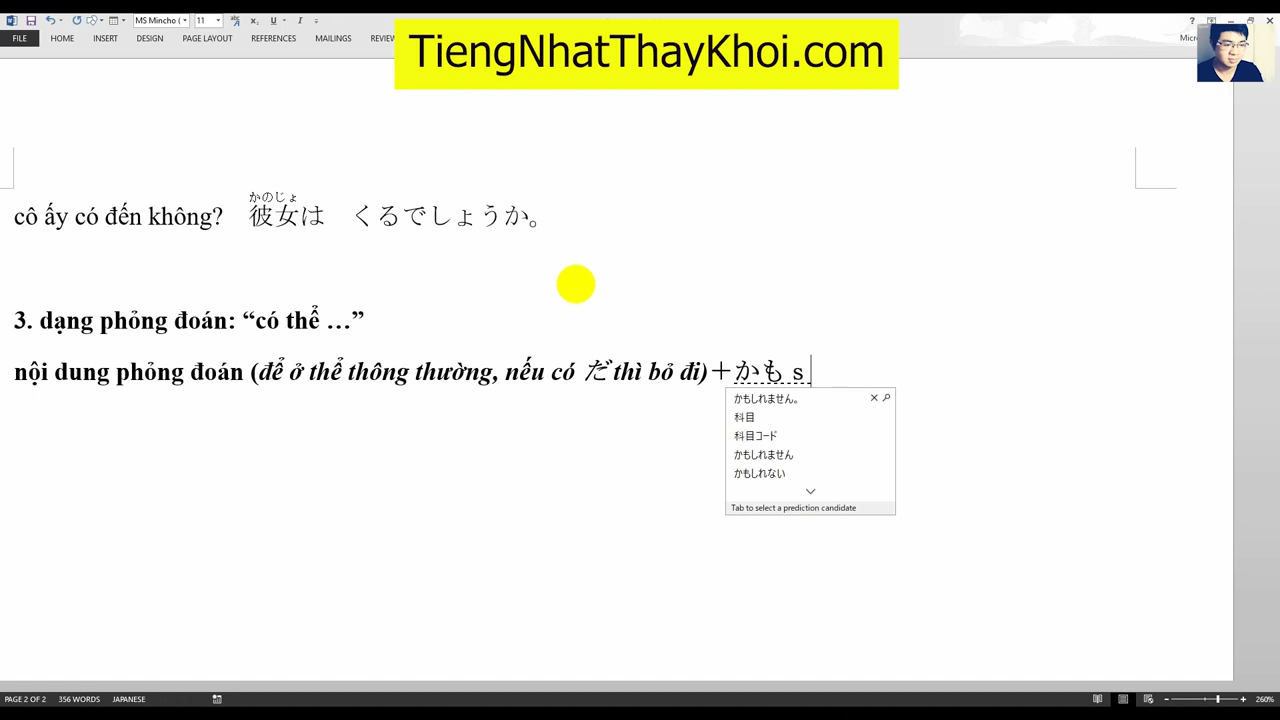 MS Mincho (
11
FILE
HOME
INSERT
DESIGN
PAGE LAYOUT
REFERENCES
MAILINGS
TiengNhatThayKhoi.com
かのじょ
cô ấy có đến không? 彼女は くるでしょうか。
3. dạng phỏng đoán: “có thể …”
nội dung phỏng đoán (để ở thể thông thường, nếu có だ thì bỏ đi)＋かもｓ
かもしれません。
科目
科目コード
かもしれません
かもしれない
Tab to select a prediction candidate
PAGE 2 OF 2
356 WORDS
JAPANESE
260%